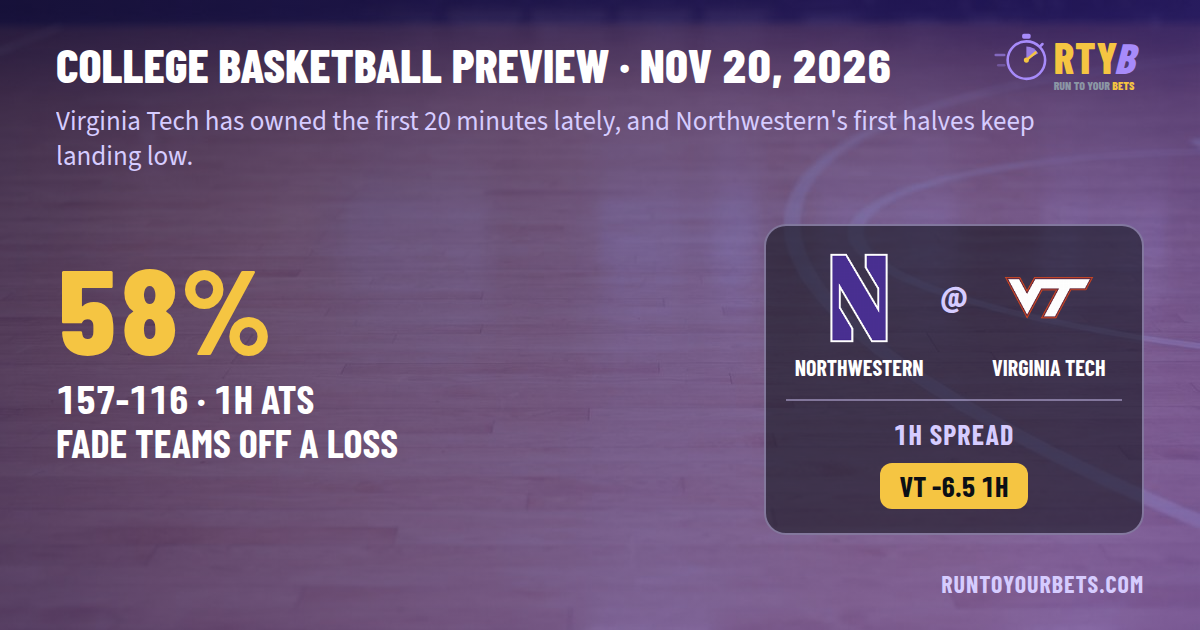 COLLEGE BASKETBALL PREVIEW · NOV 20, 2026
RTYB
RUN TO YOUR BETS
Virginia Tech has owned the first 20 minutes lately, and Northwestern's first halves keep
landing low.
58%
157-116 · 1H ATS
FADE TEAMS OFF A LOSS
N
@
VT
NORTHWESTERN
VIRGINIA TECH
1H SPREAD
VT -6.5 1H
RUNTOYOURBETS.COM